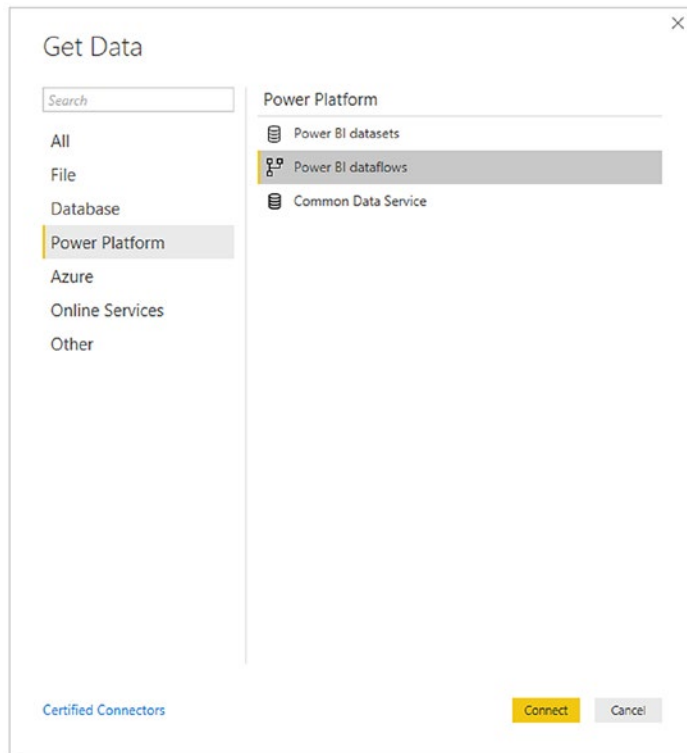 Get Data
Search
All
File
Database
Power Platform
Azure
Online Services
Other
Power Platform
Power BI datasets
Power BI dataflows
Common Data Service
Certified Connectors
Connect
Cancel